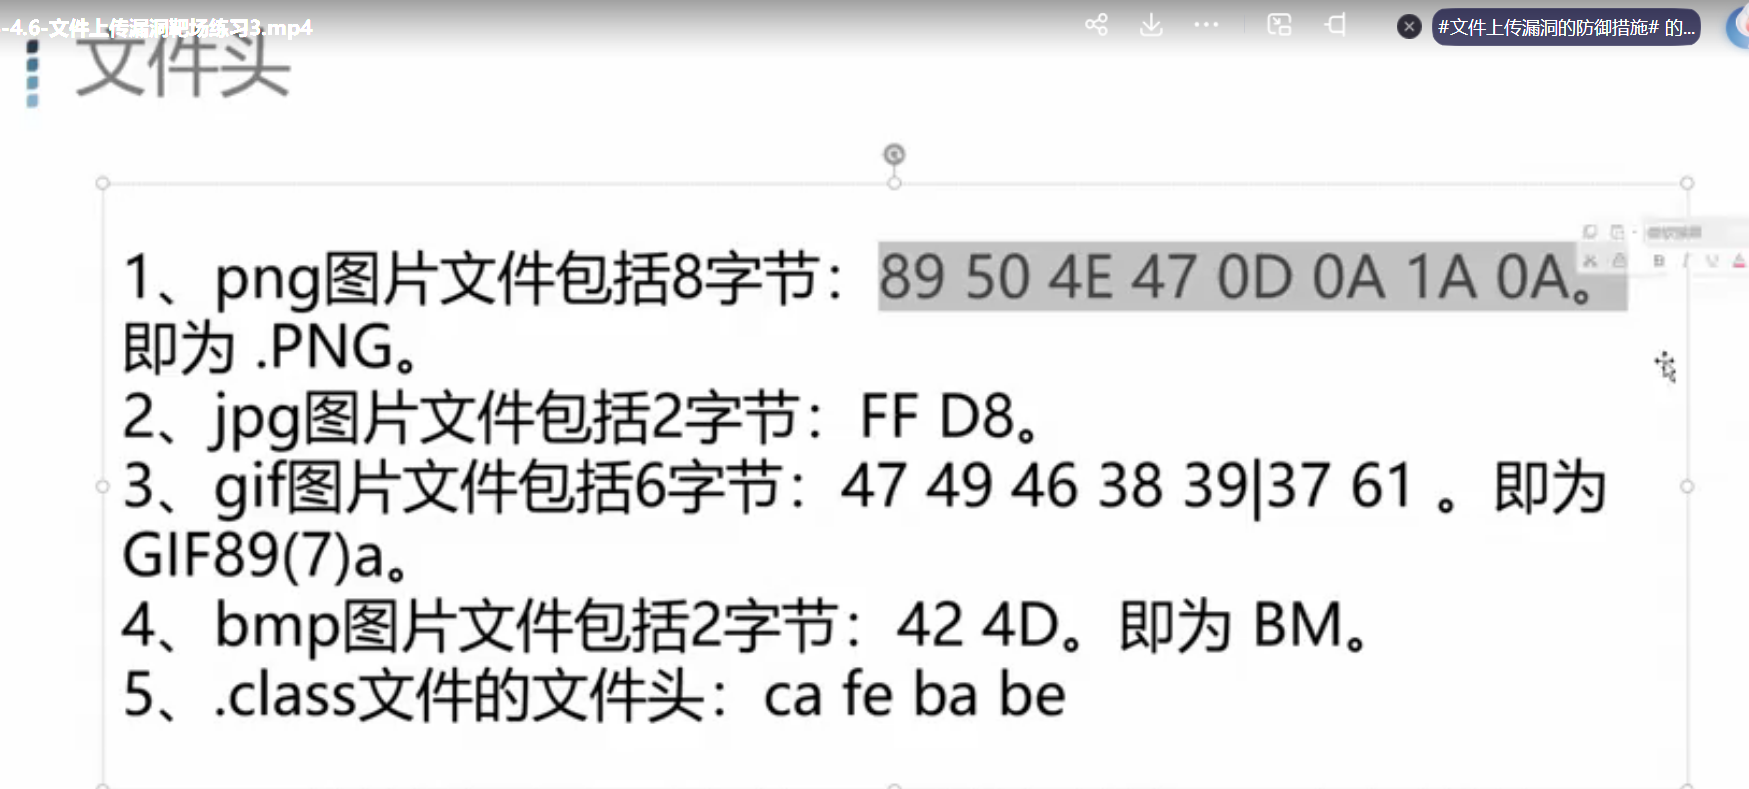 -4.6-文件上传漏洞靶场练习3.mp4
#文件上传漏洞的防御措施# 的...
文件头
1、png图片文件包括8字节：89 50 4E 47 0D 0A 1A 0A。
即为 .PNG。
2、jpg图片文件包括2字节：FF D8。
3、gif图片文件包括6字节：47 49 46 38 39|37 61 。即为
GIF89(7)a。
4、bmp图片文件包括2字节：42 4D。即为 BM。
5、.class文件的文件头：ca fe ba be